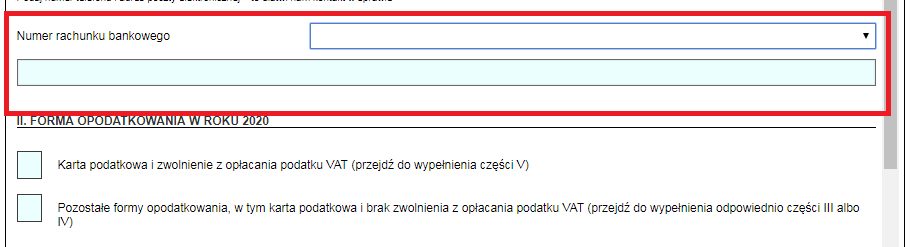 Numer rachunku bankowego
II. FORMA OPODATKOWANIA W ROKU 2020
Karta podatkowa i zwolnienie z opłacania podatku VAT (przejdź do wypełnienia części V)
Pozostałe formy opodatkowania, w tym karta podatkowa i brak zwolnienia z opłacania podatku VAT (przejdź do wypełnienia odpowiednio części III albo
IV)